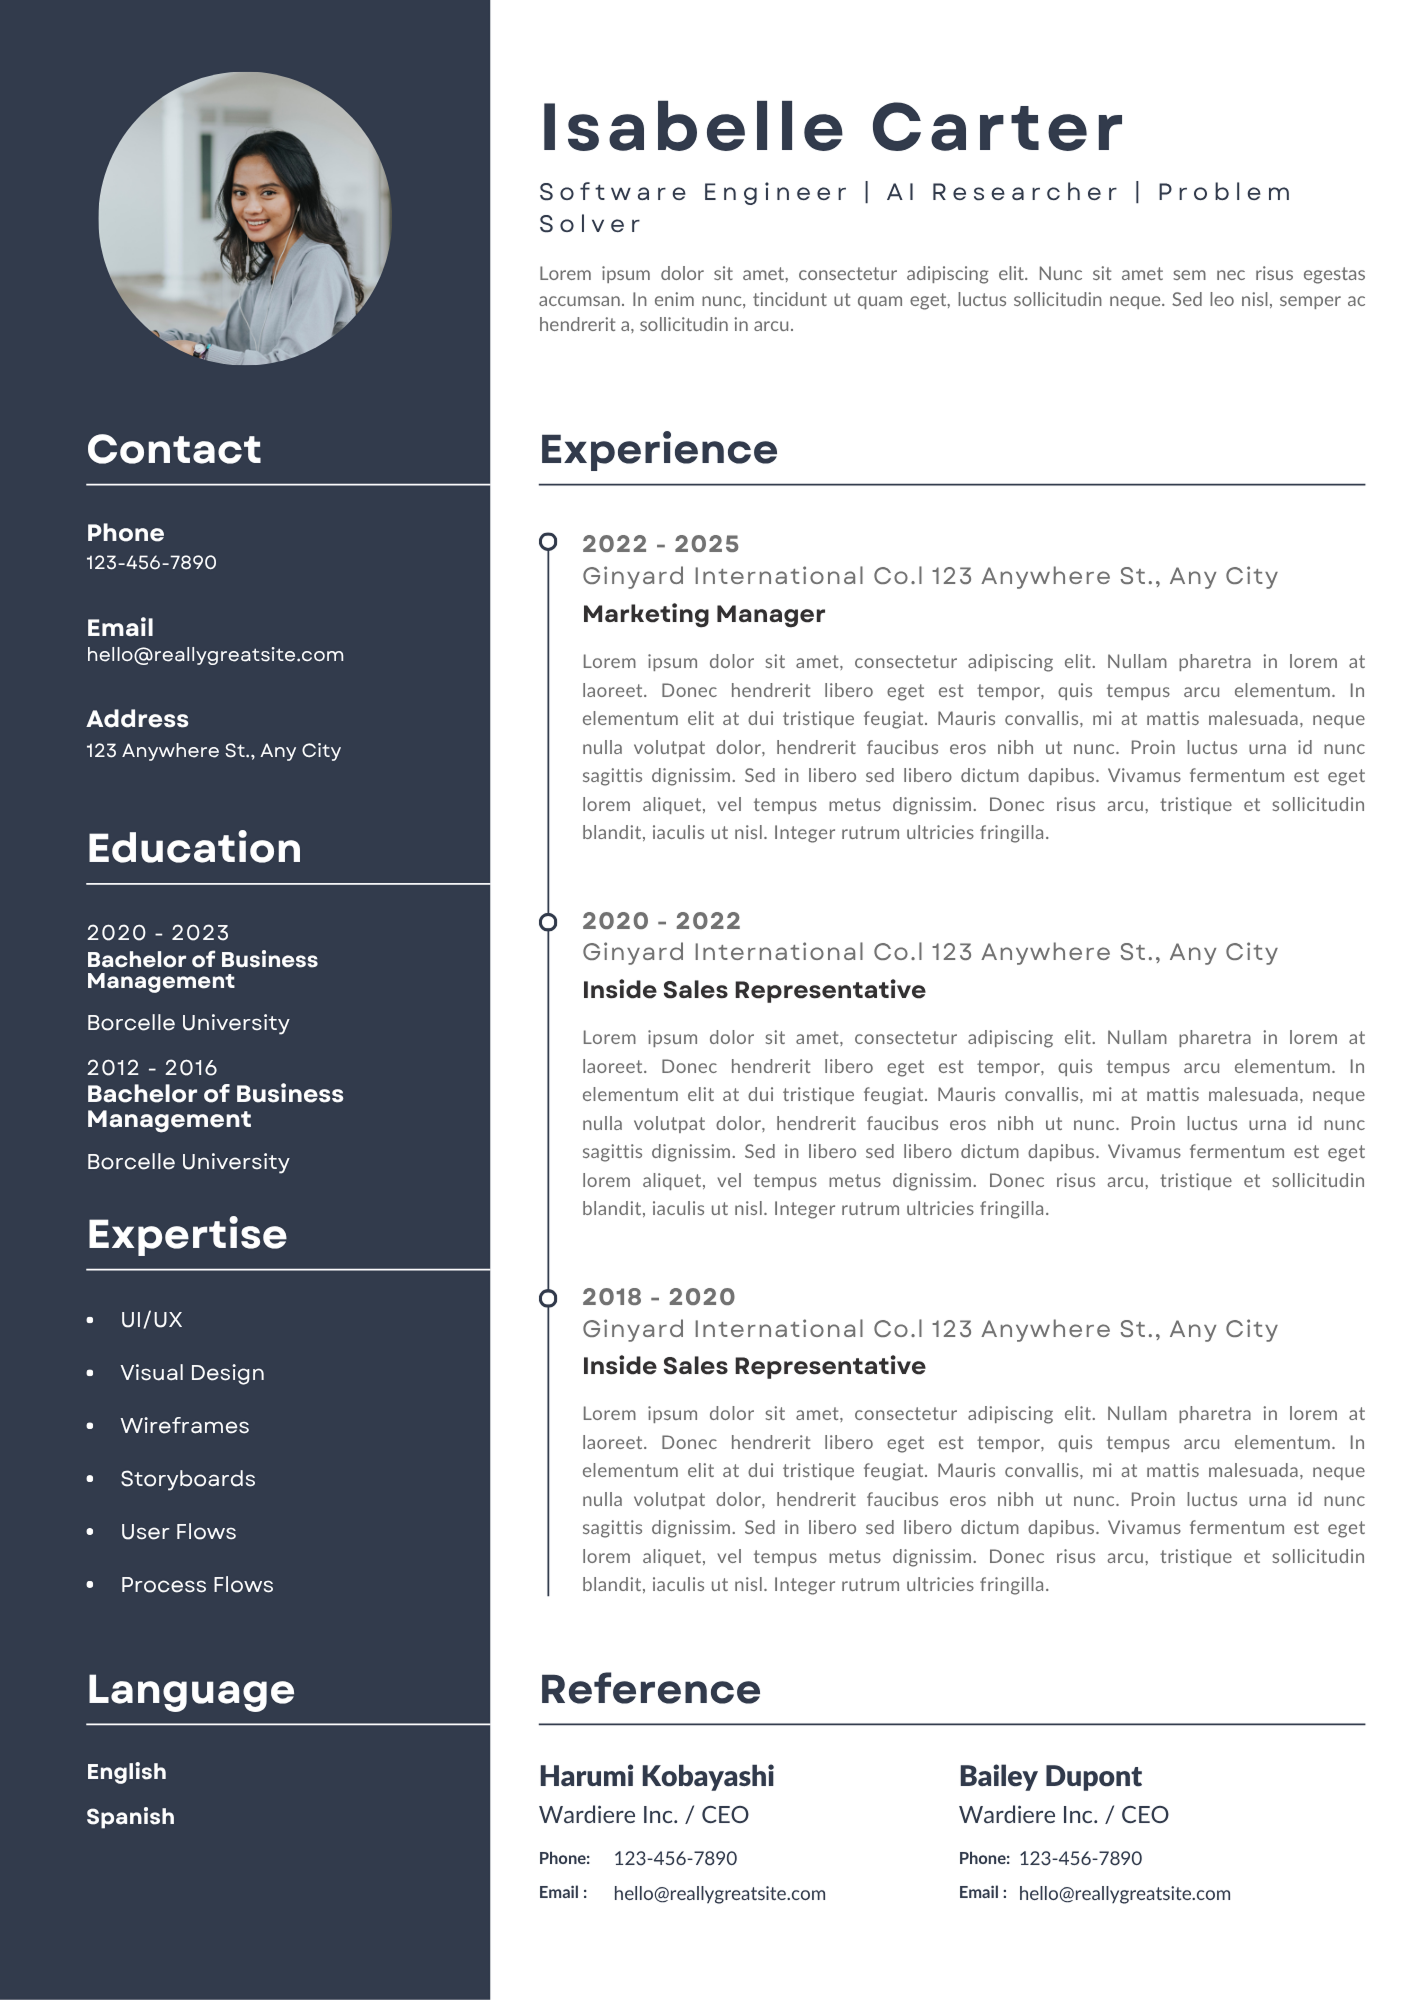 Isabelle Carter
Software Engineer | AI Researcher | Problem
Solver
Lorem ipsum dolor sit amet, consectetur adipiscing elit. Nunc sit amet sem nec risus egestas
accumsan. In enim nunc, tincidunt ut quam eget, luctus sollicitudin neque. Sed leo nisl, semper ac
hendrerit a, sollicitudin in arcu.
Contact
Phone
123-456-7890
Email
hello@reallygreatsite.com
Address
123 Anywhere St., Any City
Education
2020 - 2023
Bachelor of Business
Management
Borcelle University
2012 - 2016
Bachelor of Business
Management
Borcelle University
Expertise
• UI/UX
• Visual Design
• Wireframes
• Storyboards
• User Flows
• Process Flows
Language
English
Spanish
Experience
2022 - 2025
Ginyard International Co.l 123 Anywhere St., Any City
Marketing Manager
Lorem ipsum dolor sit amet, consectetur adipiscing elit. Nullam pharetra in lorem at
laoreet. Donec hendrerit libero eget est tempor, quis tempus arcu elementum. In
elementum elit at dui tristique feugiat. Mauris convallis, mi at mattis malesuada, neque
nulla volutpat dolor, hendrerit faucibus eros nibh ut nunc. Proin luctus urna id nunc
sagittis dignissim. Sed in libero sed libero dictum dapibus. Vivamus fermentum est eget
lorem aliquet, vel tempus metus dignissim. Donec risus arcu, tristique et sollicitudin
blandit, iaculis ut nisl. Integer rutrum ultricies fringilla.
2020 - 2022
Ginyard International Co.l 123 Anywhere St., Any City
Inside Sales Representative
Lorem ipsum dolor sit amet, consectetur adipiscing elit. Nullam pharetra in lorem at
laoreet. Donec hendrerit libero eget est tempor, quis tempus arcu elementum. In
elementum elit at dui tristique feugiat. Mauris convallis, mi at mattis malesuada, neque
nulla volutpat dolor, hendrerit faucibus eros nibh ut nunc. Proin luctus urna id nunc
sagittis dignissim. Sed in libero sed libero dictum dapibus. Vivamus fermentum est eget
lorem aliquet, vel tempus metus dignissim. Donec risus arcu, tristique et sollicitudin
blandit, iaculis ut nisl. Integer rutrum ultricies fringilla.
2018 - 2020
Ginyard International Co.l 123 Anywhere St., Any City
Inside Sales Representative
Lorem ipsum dolor sit amet, consectetur adipiscing elit. Nullam pharetra in lorem at
laoreet. Donec hendrerit libero eget est tempor, quis tempus arcu elementum. In
elementum elit at dui tristique feugiat. Mauris convallis, mi at mattis malesuada, neque
nulla volutpat dolor, hendrerit faucibus eros nibh ut nunc. Proin luctus urna id nunc
sagittis dignissim. Sed in libero sed libero dictum dapibus. Vivamus fermentum est eget
lorem aliquet, vel tempus metus dignissim. Donec risus arcu, tristique et sollicitudin
blandit, iaculis ut nisl. Integer rutrum ultricies fringilla.
Reference
Harumi Kobayashi
Wardiere Inc. / CEO
Phone: 123-456-7890
Email : hello@reallygreatsite.com
Bailey Dupont
Wardiere Inc. / CEO
Phone: 123-456-7890
Email : hello@reallygreatsite.com